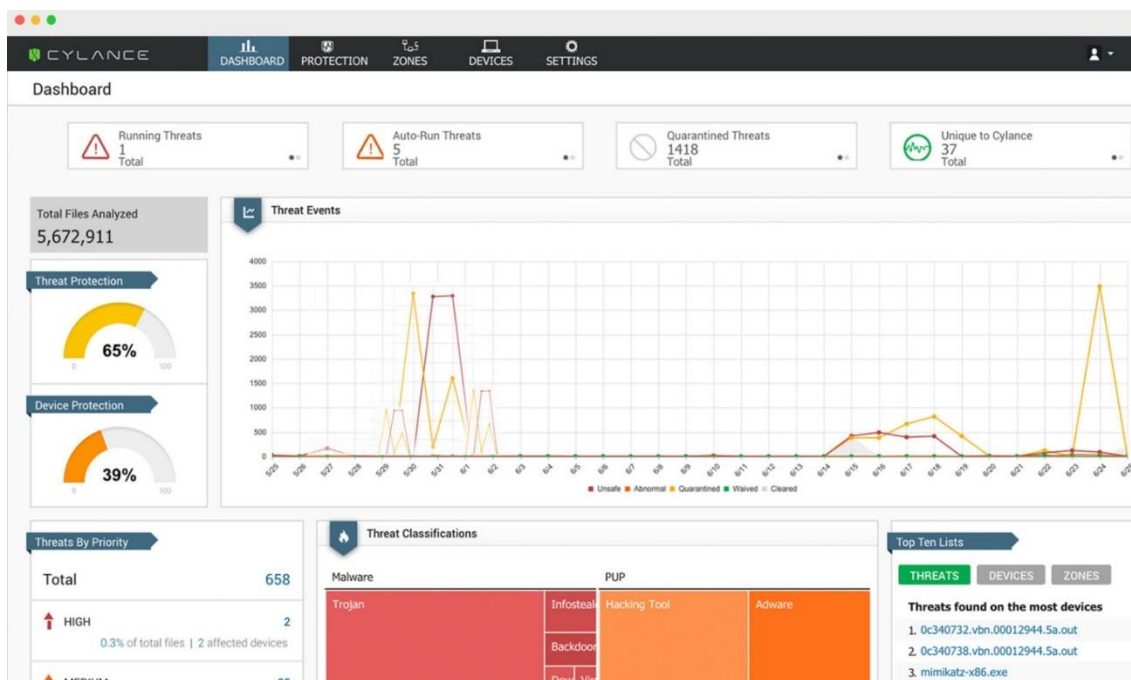 CYLANCE
DASHBOARD PROTECTION ZONES DEVICES SETTINGS
Dashboard
Running Threats
1
Total
Auto-Run Threats
5
Total
Quarantined Threats
1418
Total
Unique to Cylance
37
Total
Total Files Analyzed
5,672,911
Threat Protection
65%
0 100
Device Protection
39%
0 100
Threat Events
4000
3500
3000
2500
2000
1500
1000
500
0
5/25 5/26 5/27 5/28 5/29 5/30 5/31 6/1 6/2 6/3 6/4 6/5 6/6 6/7 6/8 6/9 6/10 6/11 6/12 6/13 6/14 6/15 6/16 6/17 6/18 6/19 6/20 6/21 6/22 6/23 6/24 6/25
Unsafe Abnormal Quarantined Waived Cleared
Threats By Priority
Total 658
HIGH 2
0.3% of total files | 2 affected devices
Threat Classifications
Malware PUP
Trojan Infosteal Hacking Tool Adware
Backdoor
Top Ten Lists
THREATS DEVICES ZONES
Threats found on the most devices
1. 0c340732.vbn.00012944.5a.out
2. 0c340738.vbn.00012944.5a.out
3. mimikatz-x86.exe